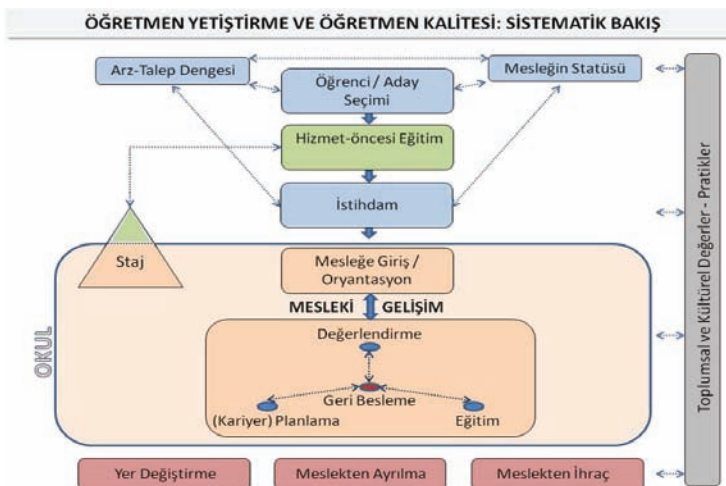 ÖĞRETMEN YETİŞTİRME VE ÖĞRETMEN KALİTESİ: SİSTEMATİK BAKIŞ
Arz-Talep Dengesi
Öğrenci / Aday
Seçimi
Mesleğin Statüsü
Hizmet-öncesi Eğitim
İstihdam
Staj
Mesleğe Giriş /
Oryantasyon
MESLEKİ GELİŞİM
Değerlendirme
Geri Besleme
(Kariyer) Planlama
Eğitim
OKUL
Yer Değiştirme
Meslekten Ayrılma
Meslekten İhraç
Toplumsal ve Kültürel Değerler - Pratikler